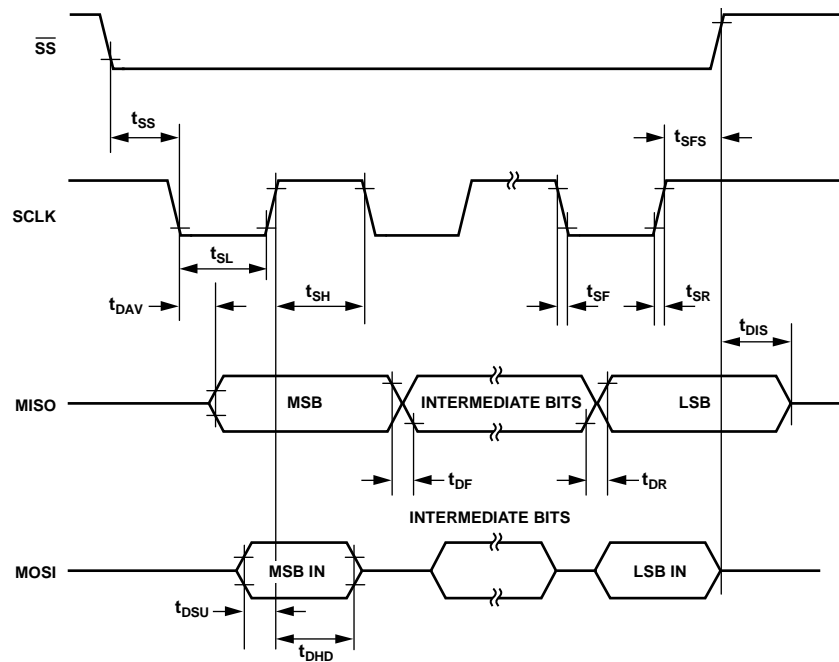 SS
tSS
tSFS
SCLK
tSL
tSH
tSF
tSR
tDAV
tDIS
MISO
MSB
INTERMEDIATE BITS
LSB
tDF
tDR
INTERMEDIATE BITS
MOSI
MSB IN
LSB IN
tDSU
tDHD